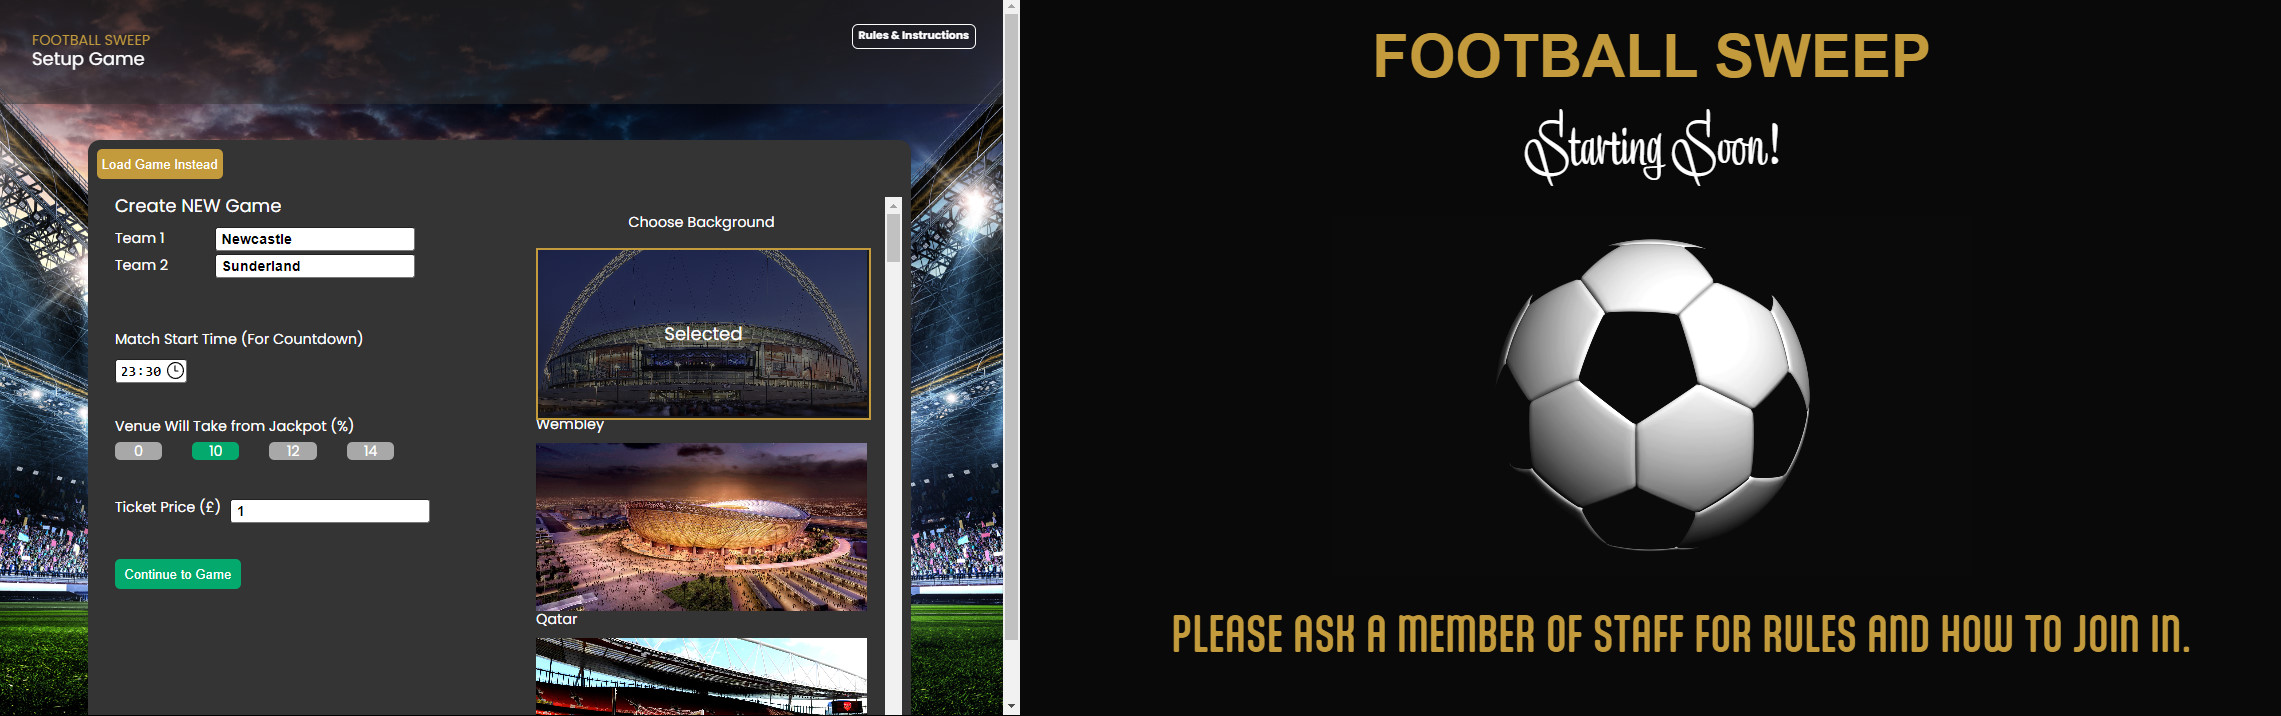 FOOTBALL SWEEP
Setup Game
Rules & Instructions
Load Game Instead
Create NEW Game
Team 1
Newcastle
Team 2
Sunderland
Match Start Time (For Countdown)
23:30
Venue Will Take from Jackpot (%)
0 10 12 14
Ticket Price (£)
1
Continue to Game
Choose Background
Selected
Wembley
Qatar
FOOTBALL SWEEP
Starting Soon!
PLEASE ASK A MEMBER OF STAFF FOR RULES AND HOW TO JOIN IN.